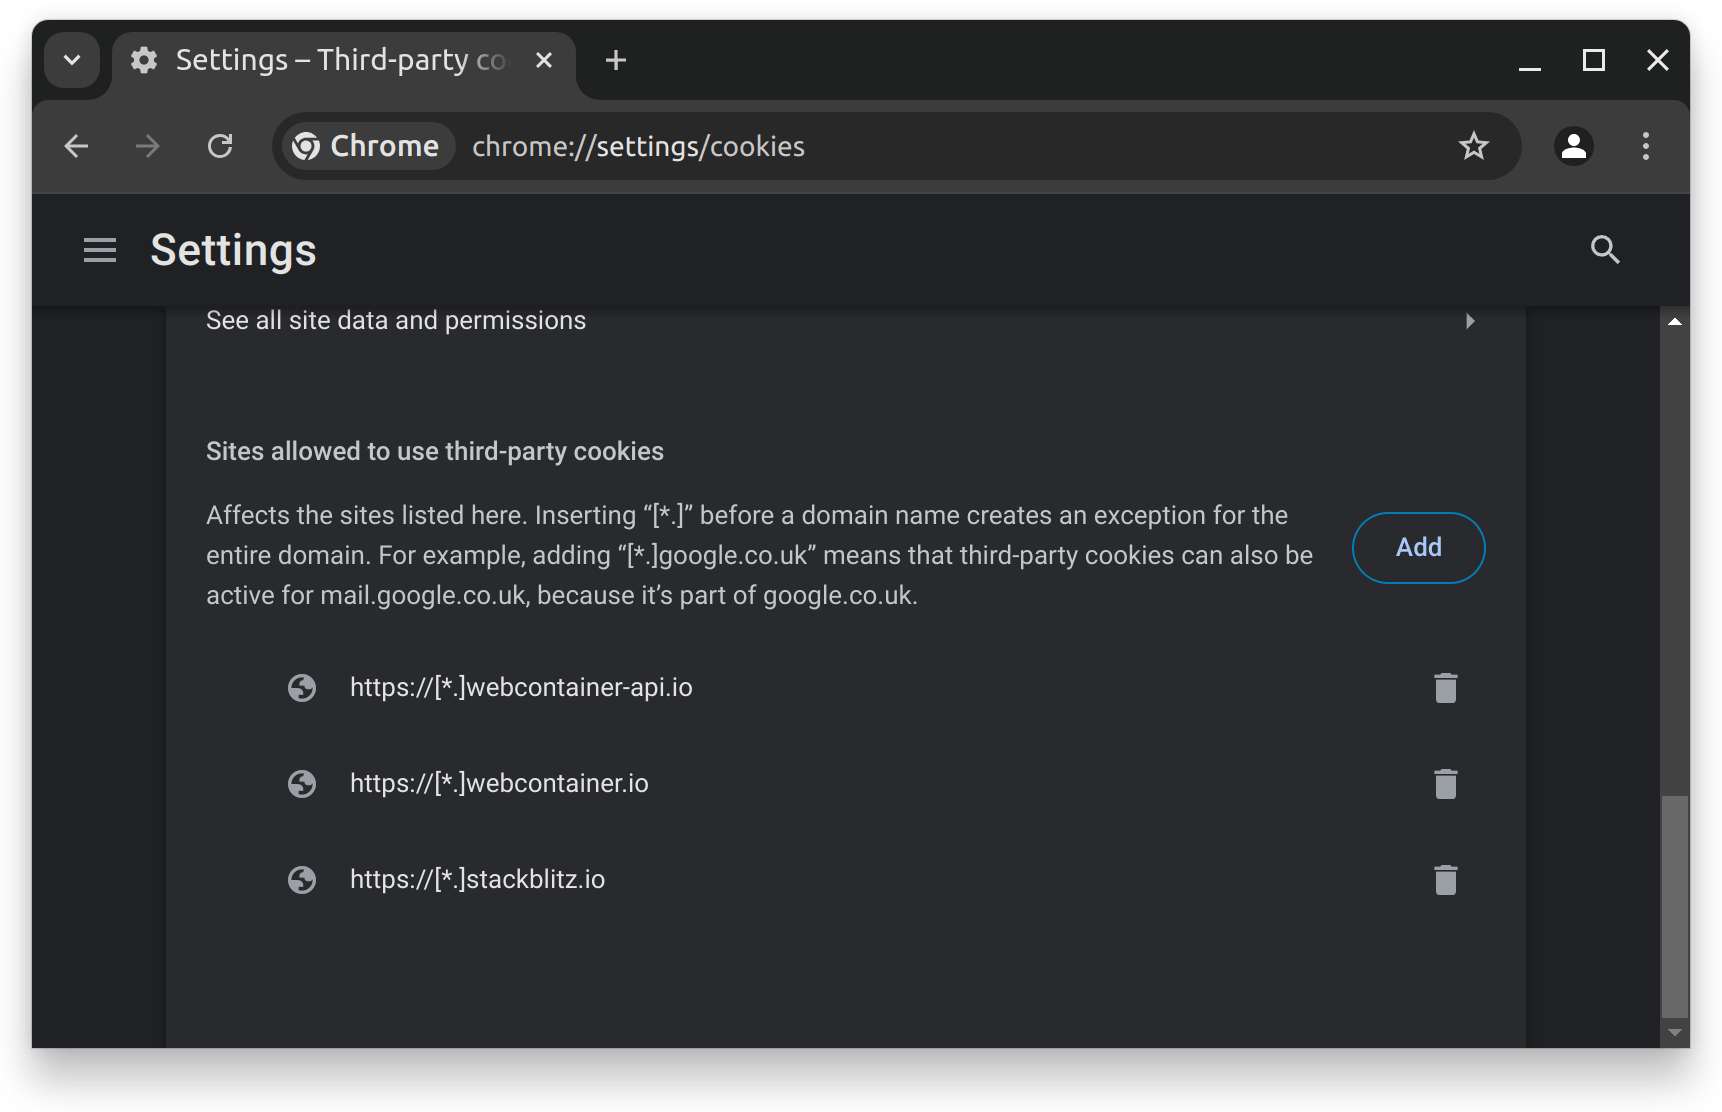 Settings – Third-party co
Chrome
chrome://settings/cookies
Settings
See all site data and permissions
Sites allowed to use third-party cookies
Affects the sites listed here. Inserting “[*.]” before a domain name creates an exception for the
entire domain. For example, adding “[*.]google.co.uk” means that third-party cookies can also be
active for mail.google.co.uk, because it’s part of google.co.uk.
Add
https://[*.]webcontainer-api.io
https://[*.]webcontainer.io
https://[*.]stackblitz.io